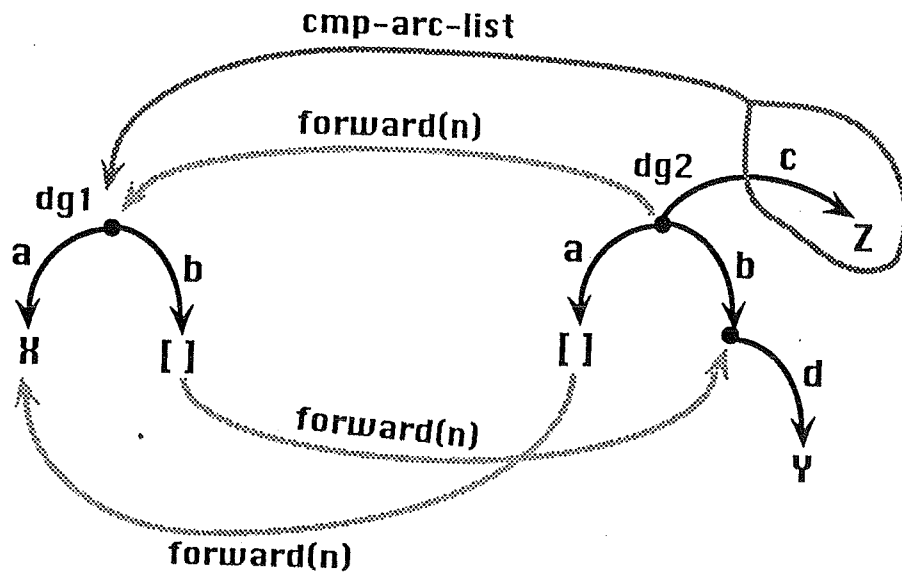 cmp-arc-list
forward(n)
dg1
dg2
c
a
b
a
b
Z
X
[ ]
[ ]
d
forward(n)
Y
forward(n)